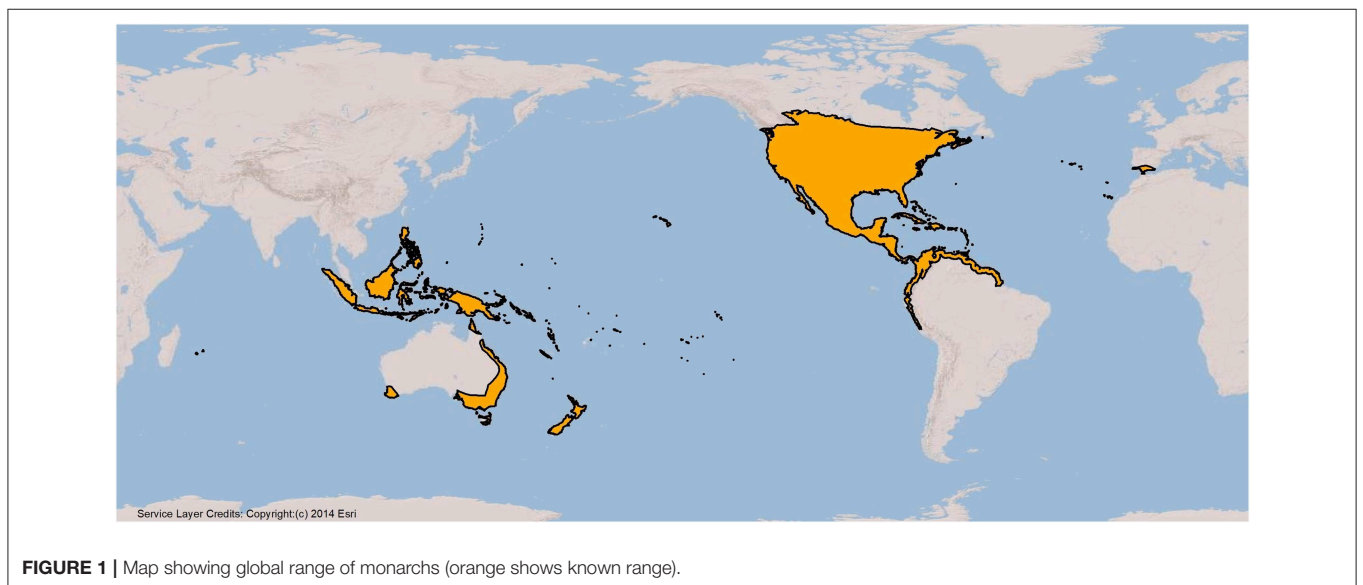 Service Layer Credits: Copyright:(c) 2014 Esri
FIGURE 1 | Map showing global range of monarchs (orange shows known range).